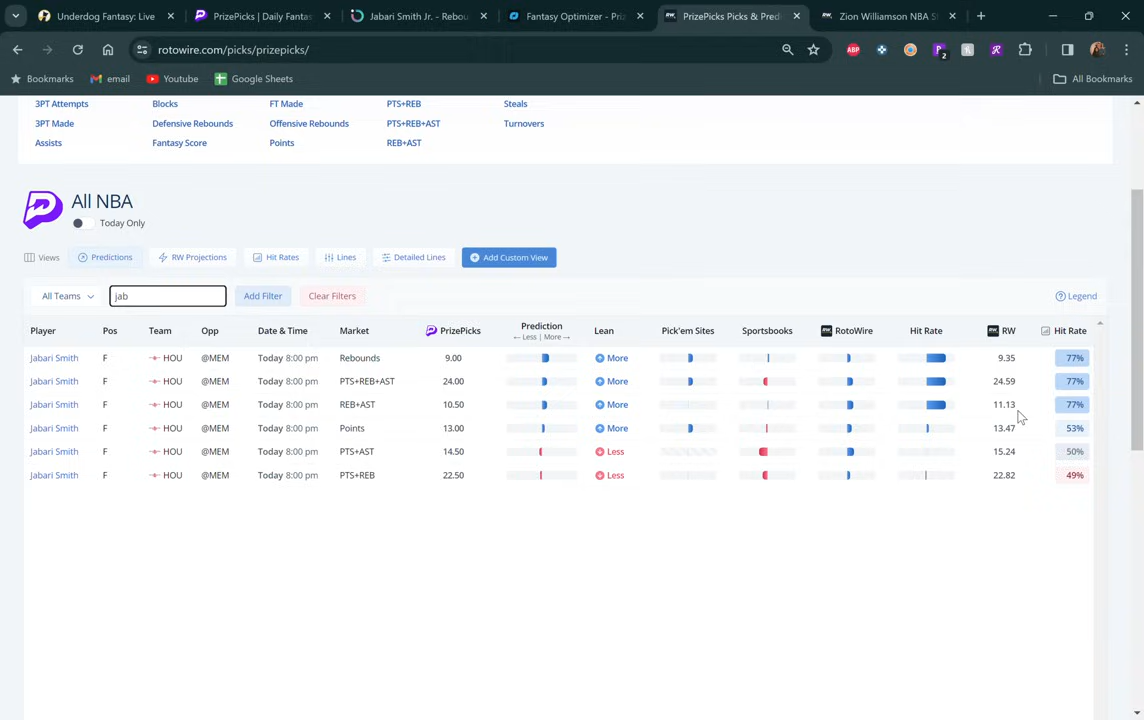 Underdog Fantasy: Live PrizePicks | Daily Fantas Jabari Smith Jr. - Rebou Fantasy Optimizer - Priz PrizePicks Picks & Predi Zion Williamson NBA S
rotowire.com/picks/prizepicks/ ABP 2
Bookmarks email Youtube Google Sheets All Bookmarks
3PT Attempts Blocks FT Made PTS+REB Steals
3PT Made Defensive Rebounds Offensive Rebounds PTS+REB+AST Turnovers
Assists Fantasy Score Points REB+AST
All NBA
Today Only
Views Predictions RW Projections Hit Rates Lines Detailed Lines Add Custom View
All Teams jab Add Filter Clear Filters Legend
Player Pos Team Opp Date & Time Market PrizePicks Prediction Lean Pick'em Sites Sportsbooks RW RotoWire Hit Rate RW RW Hit Rate
← Less | More →
Jabari Smith F HOU @MEM Today 8:00 pm Rebounds 9.00 More 9.35 77%
Jabari Smith F HOU @MEM Today 8:00 pm PTS+REB+AST 24.00 More 24.59 77%
Jabari Smith F HOU @MEM Today 8:00 pm REB+AST 10.50 More 11.13 77%
Jabari Smith F HOU @MEM Today 8:00 pm Points 13.00 More 13.47 53%
Jabari Smith F HOU @MEM Today 8:00 pm PTS+AST 14.50 Less 15.24 50%
Jabari Smith F HOU @MEM Today 8:00 pm PTS+REB 22.50 Less 22.82 49%